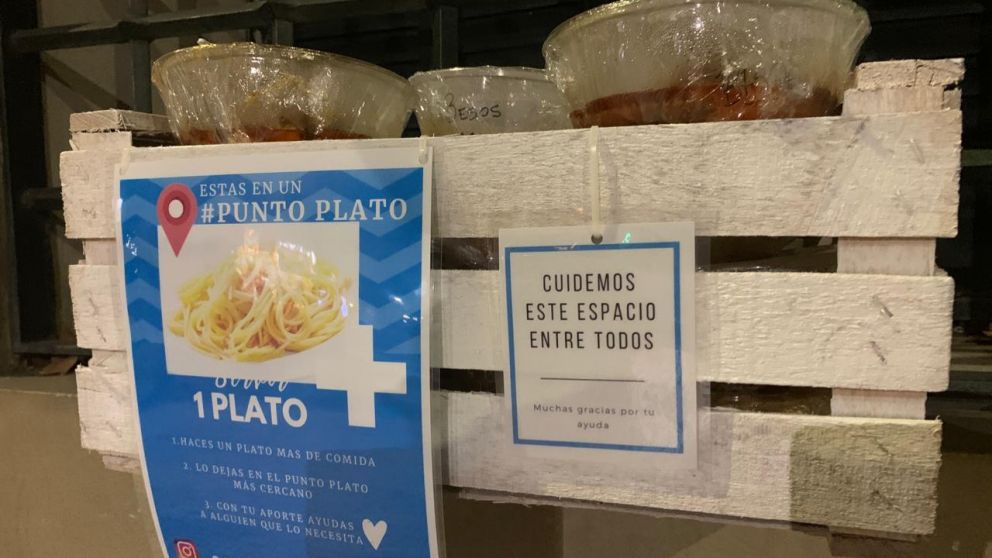 BESOS
ESTAS EN UN
#PUNTO PLATO
1 PLATO
1.HACES UN PLATO MAS DE COMIDA
2. LO DEJAS EN EL PUNTO PLATO
MÁS CERCANO
3. CON TU APORTE AYUDAS
A ALGUIEN QUE LO NECESITA
CUIDEMOS
ESTE ESPACIO
ENTRE TODOS
Muchas gracias por tu
ayuda